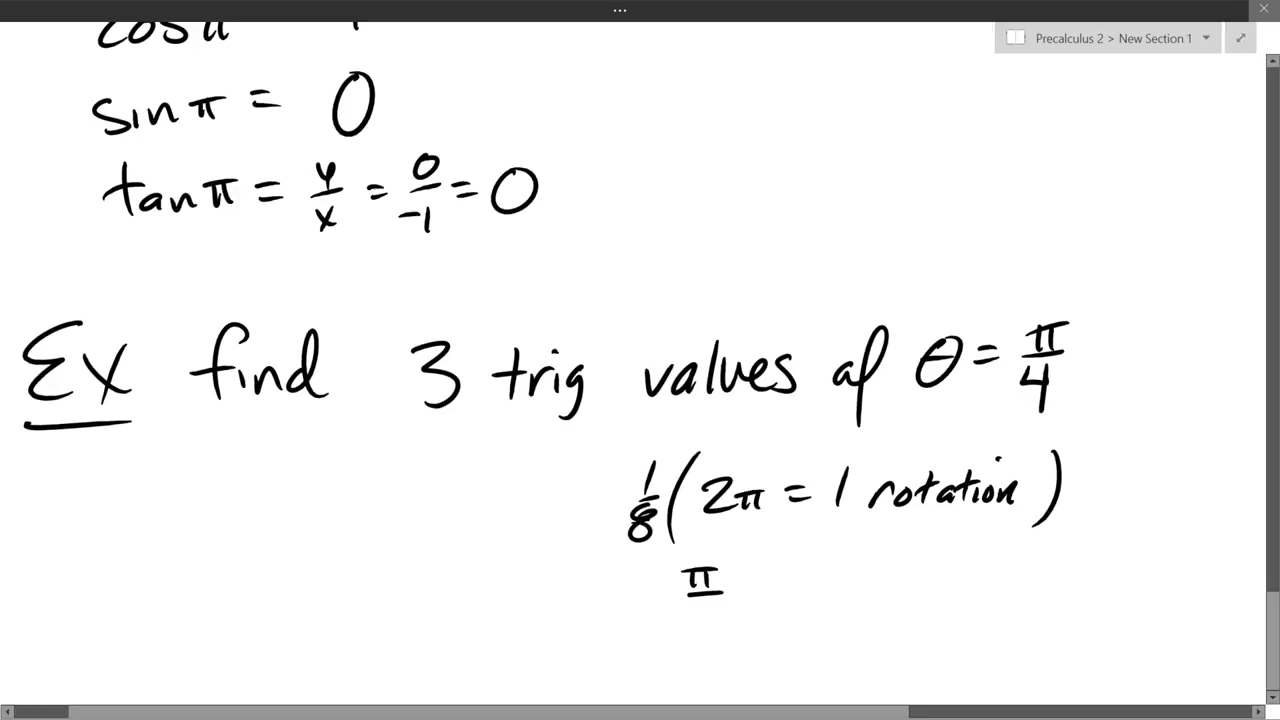 ...
Precalculus 2 > New Section 1
cos π
sin π = 0
tan π = y/x = 0/-1 = 0
Ex find 3 trig values of θ = π/4
1/8 ( 2π = 1 rotation )
π